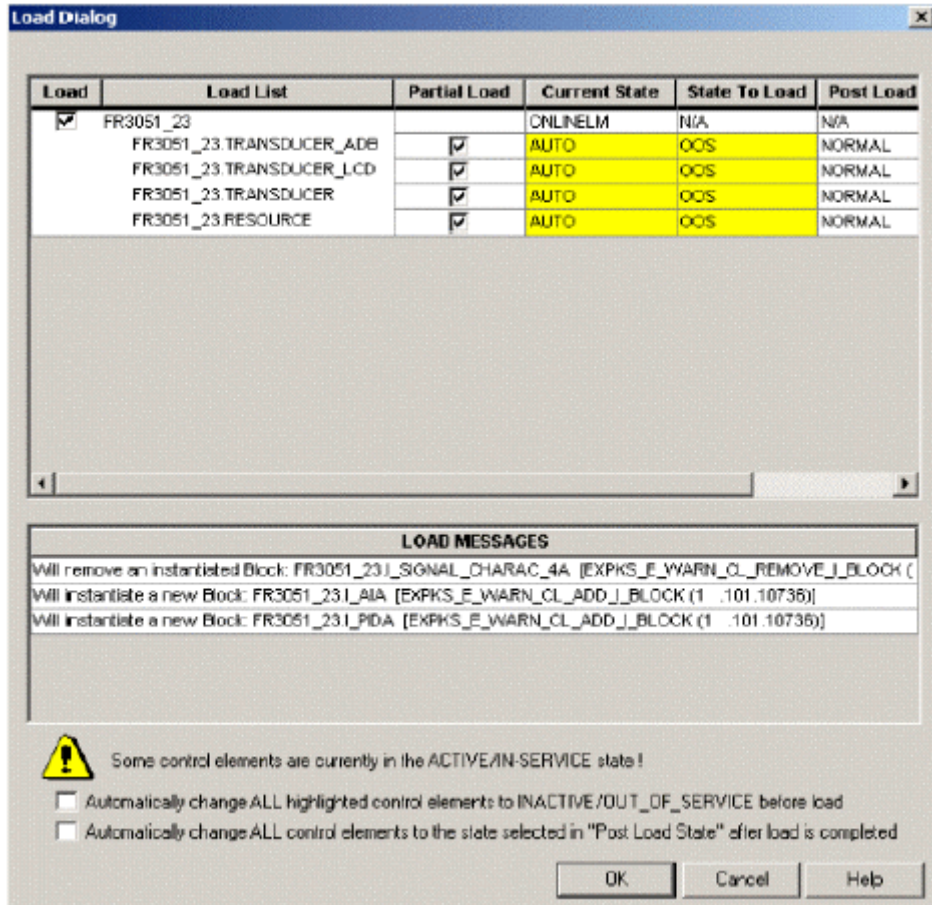 Load Dialog
Load Load List Partial Load Current State State To Load Post Load
FR3051_23 ONLINELM N/A N/A
FR3051_23.TRANSDUCER_ADB AUTO OOS NORMAL
FR3051_23.TRANSDUCER_LCD AUTO OOS NORMAL
FR3051_23.TRANSDUCER AUTO OOS NORMAL
FR3051_23.RESOURCE AUTO OOS NORMAL
LOAD MESSAGES
Will remove an instantiated Block: FR3051_23.I_SIGNAL_CHARAC_4A [EXPKS_E_WARN_CL_REMOVE_I_BLOCK (
Will instantiate a new Block: FR3051_23.I_AIA [EXPKS_E_WARN_CL_ADD_I_BLOCK (1 .101.10736)]
Will instantiate a new Block: FR3051_23.I_PIDA [EXPKS_E_WARN_CL_ADD_I_BLOCK (1 .101.10736)]
Some control elements are currently in the ACTIVE/IN-SERVICE state !
Automatically change ALL highlighted control elements to INACTIVE/OUT_OF_SERVICE before load
Automatically change ALL control elements to the state selected in "Post Load State" after load is completed
OK Cancel Help